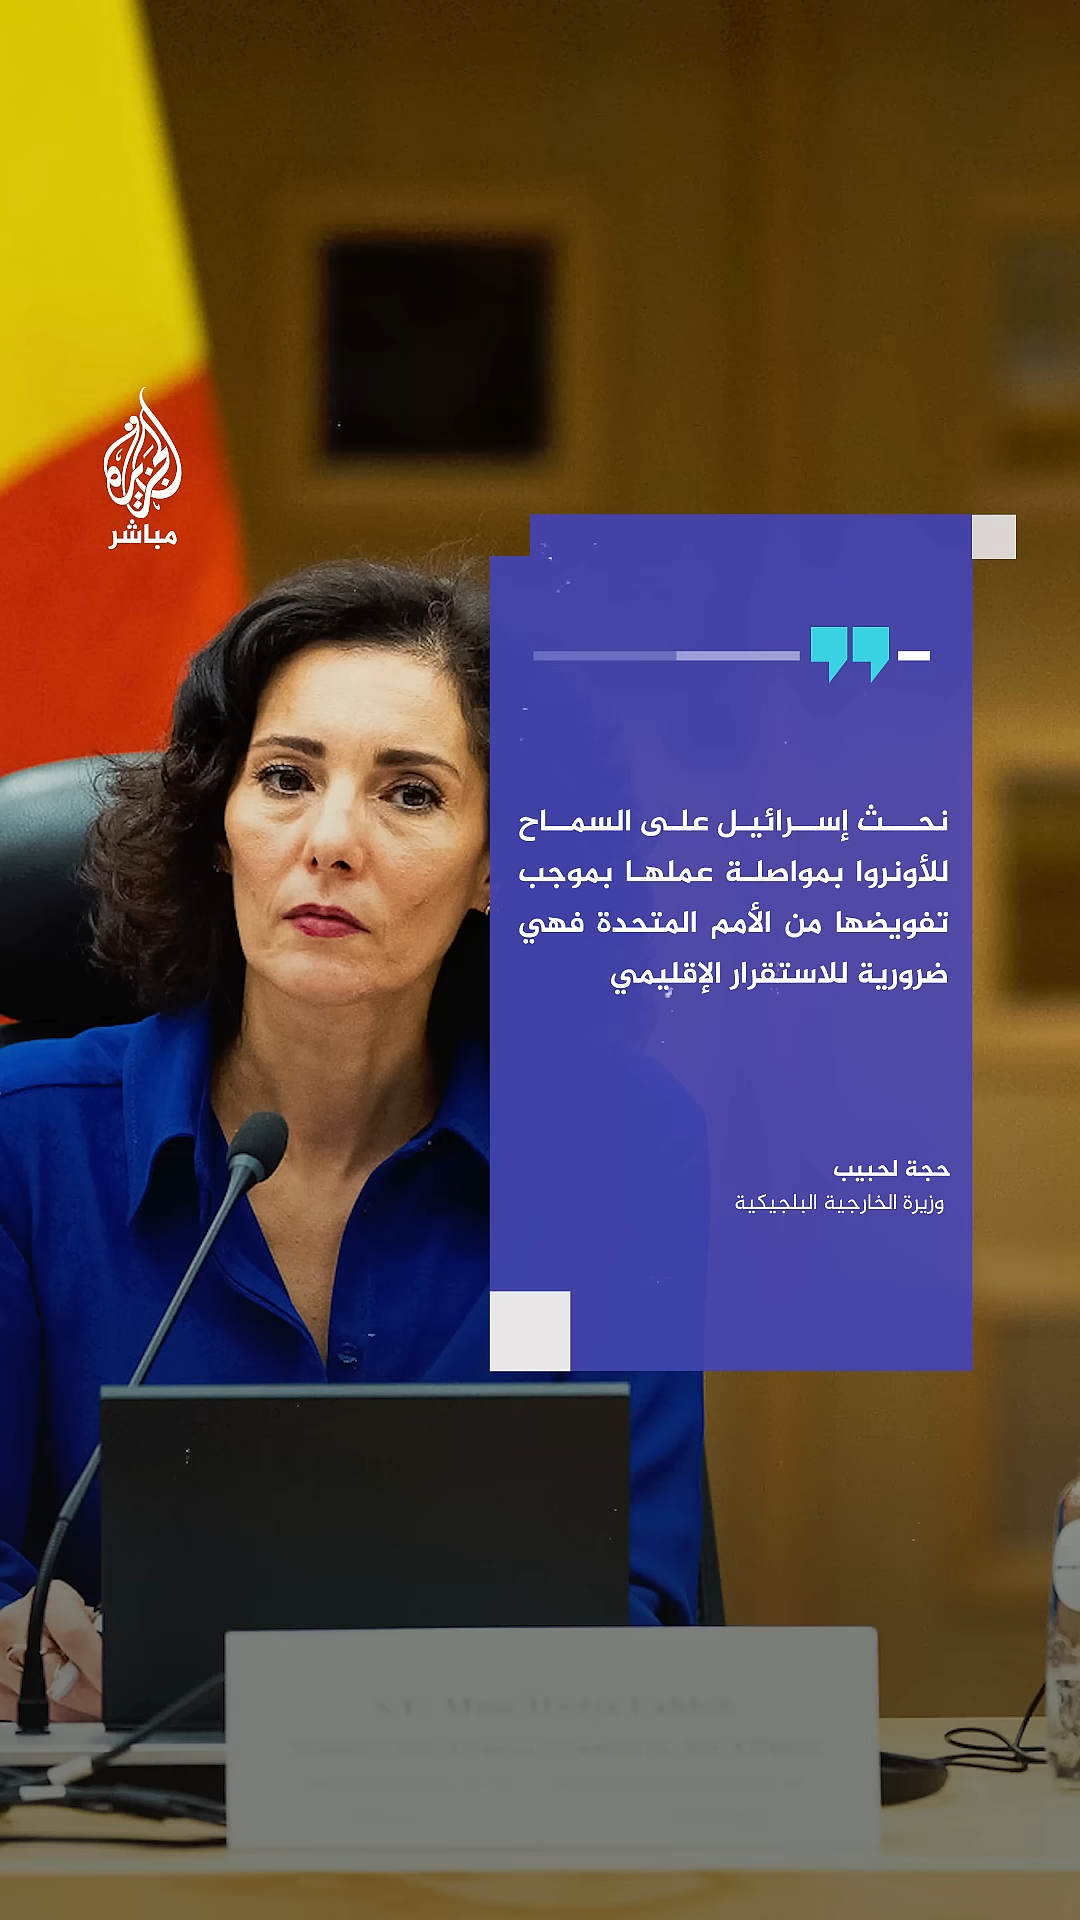 الجزيرة
مباشر
نحث إسرائيل على السماح
للأونروا بمواصلة عملها بموجب
تفويضها من الأمم المتحدة فهي
ضرورية للاستقرار الإقليمي
حجة لحبيب
وزيرة الخارجية البلجيكية